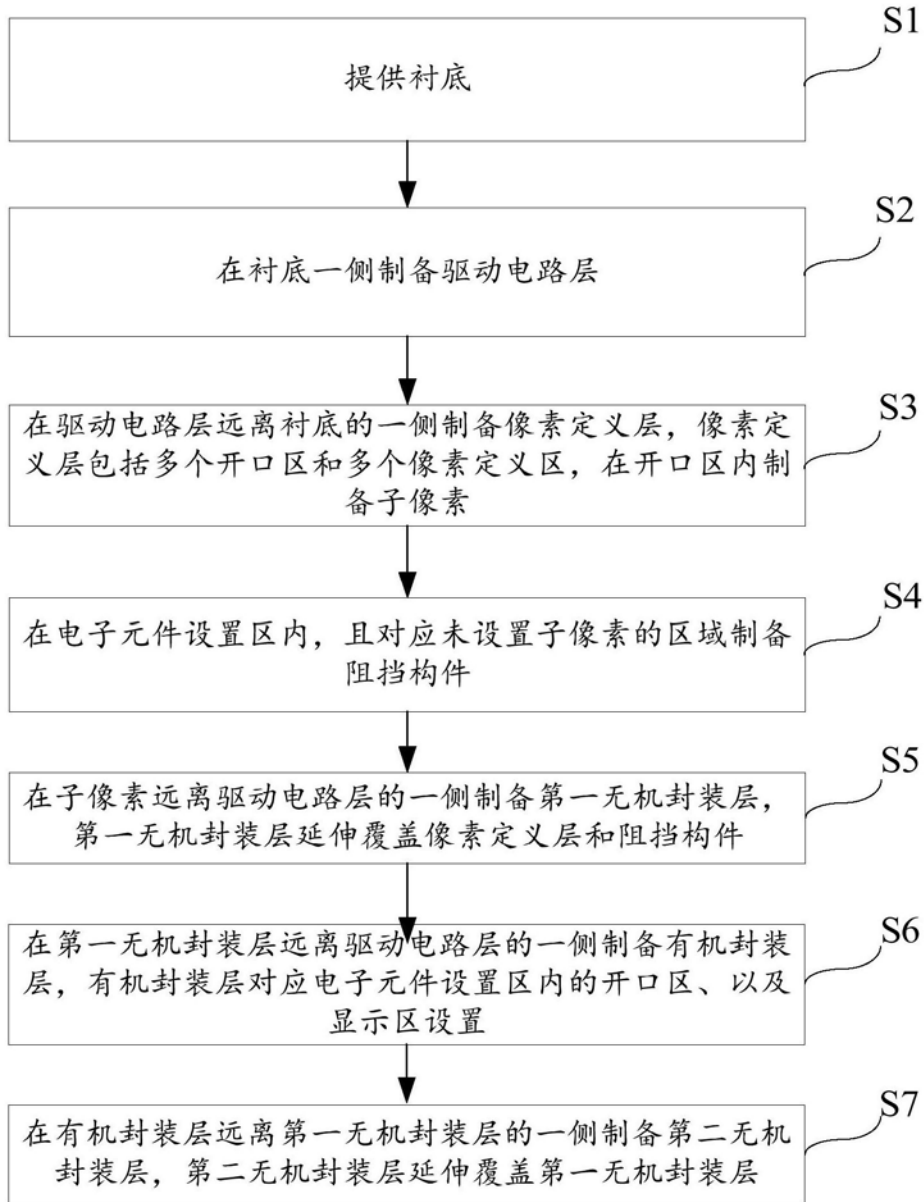 S1
提供衬底
S2
在衬底一侧制备驱动电路层
S3
在驱动电路层远离衬底的一侧制备像素定义层，像素定
义层包括多个开口区和多个像素定义区，在开口区内制
备子像素
S4
在电子元件设置区内，且对应未设置子像素的区域制备
阻挡构件
S5
在子像素远离驱动电路层的一侧制备第一无机封装层，
第一无机封装层延伸覆盖像素定义层和阻挡构件
S6
在第一无机封装层远离驱动电路层的一侧制备有机封装
层，有机封装层对应电子元件设置区内的开口区、以及
显示区设置
S7
在有机封装层远离第一无机封装层的一侧制备第二无机
封装层，第二无机封装层延伸覆盖第一无机封装层